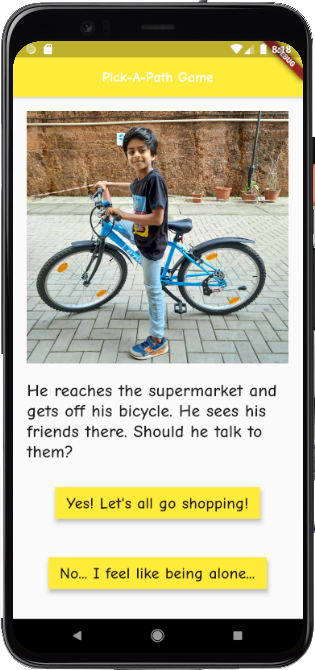 8:18
DEBUG
Pick-A-Path Game
He reaches the supermarket and
gets off his bicycle. He sees his
friends there. Should he talk to
them?
Yes! Let's all go shopping!
No... I feel like being alone...